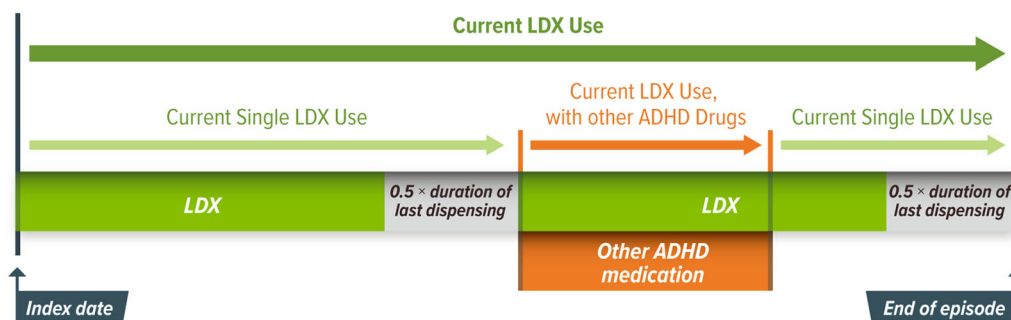 Current LDX Use
Current Single LDX Use
Current LDX Use,
with other ADHD Drugs
Current Single LDX Use
LDX
0.5 × duration of
last dispensing
LDX
0.5 × duration of
last dispensing
Other ADHD
medication
Index date
End of episode